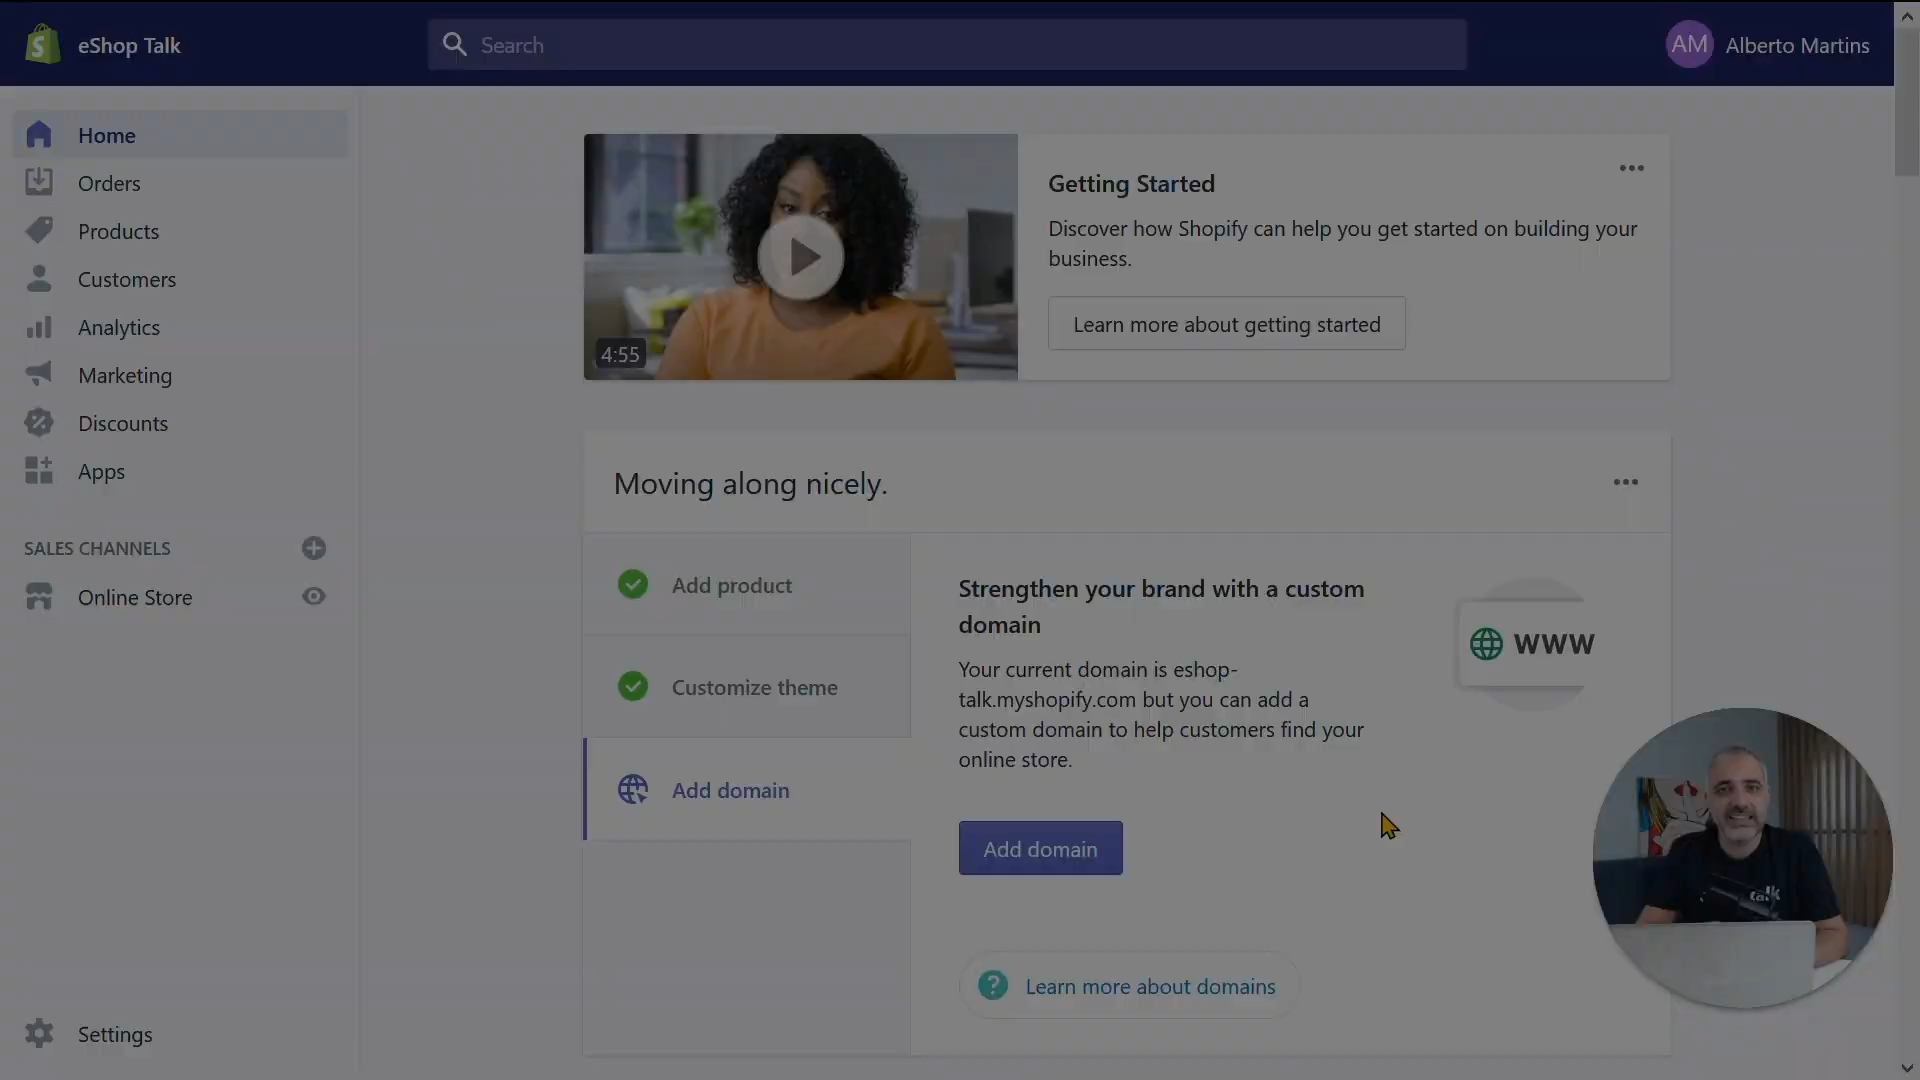 eShop Talk
Search
AM
Alberto Martins
Home
Orders
Products
Customers
Analytics
Marketing
Discounts
Apps
SALES CHANNELS
Online Store
Settings
4:55
Getting Started
Discover how Shopify can help you get started on building your
business.
Learn more about getting started
Moving along nicely.
Add product
Customize theme
Add domain
Strengthen your brand with a custom
domain
Your current domain is eshop-
talk.myshopify.com but you can add a
custom domain to help customers find your
online store.
Add domain
Learn more about domains
WWW
talk